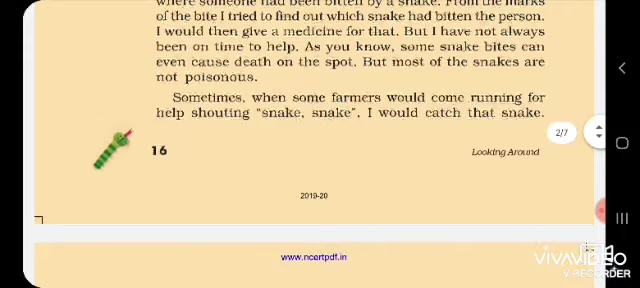 where someone had been bitten by a snake. From the marks
of the bite I tried to find out which snake had bitten the person.
I would then give a medicine for that. But I have not always
been on time to help. As you know, some snake bites can
even cause death on the spot. But most of the snakes are
not poisonous.
Sometimes, when some farmers would come running for
help shouting “snake, snake”. I would catch that snake.
2/7
16
Looking Around
2019-20
www.ncertpdf.in
VIVAVIDEO
V RECORDER